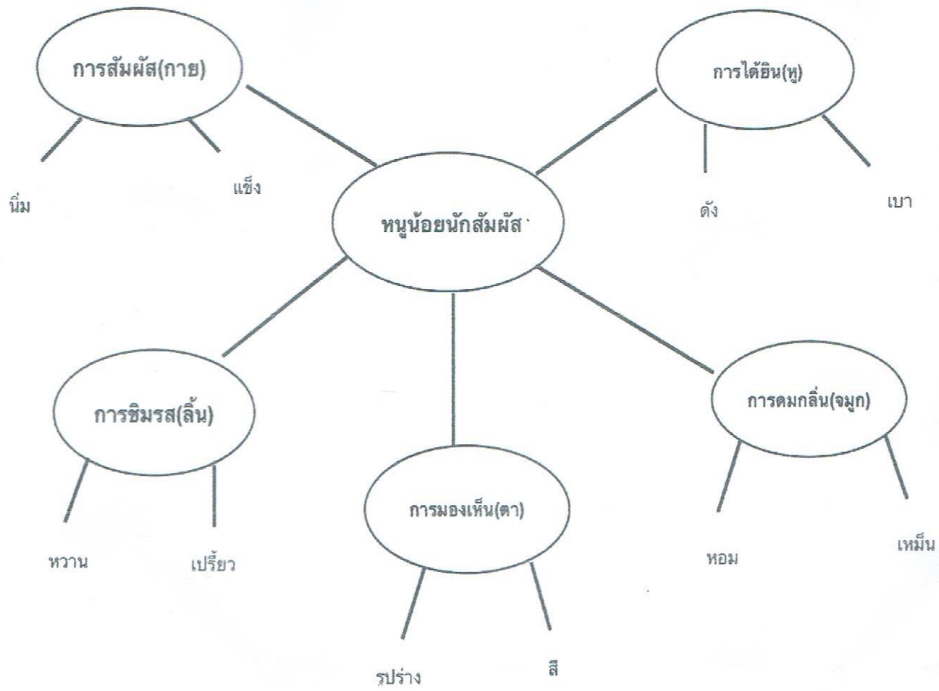 การสัมผัส(กาย)
การได้ยิน(หู)
นิ่ม
แข็ง
ดัง
เบา
หนูน้อยนักสัมผัส
การชิมรส(ลิ้น)
การดมกลิ่น(จมูก)
การมองเห็น(ตา)
หวาน
เปรี้ยว
หอม
เหม็น
รูปร่าง
สี